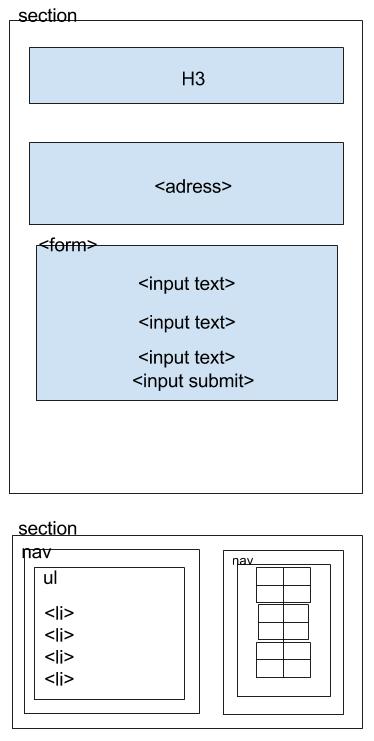 section
H3
<adress>
<form>
<input text>
<input text>
<input text>
<input submit>
section
nav
ul
<li>
<li>
<li>
<li>
nav